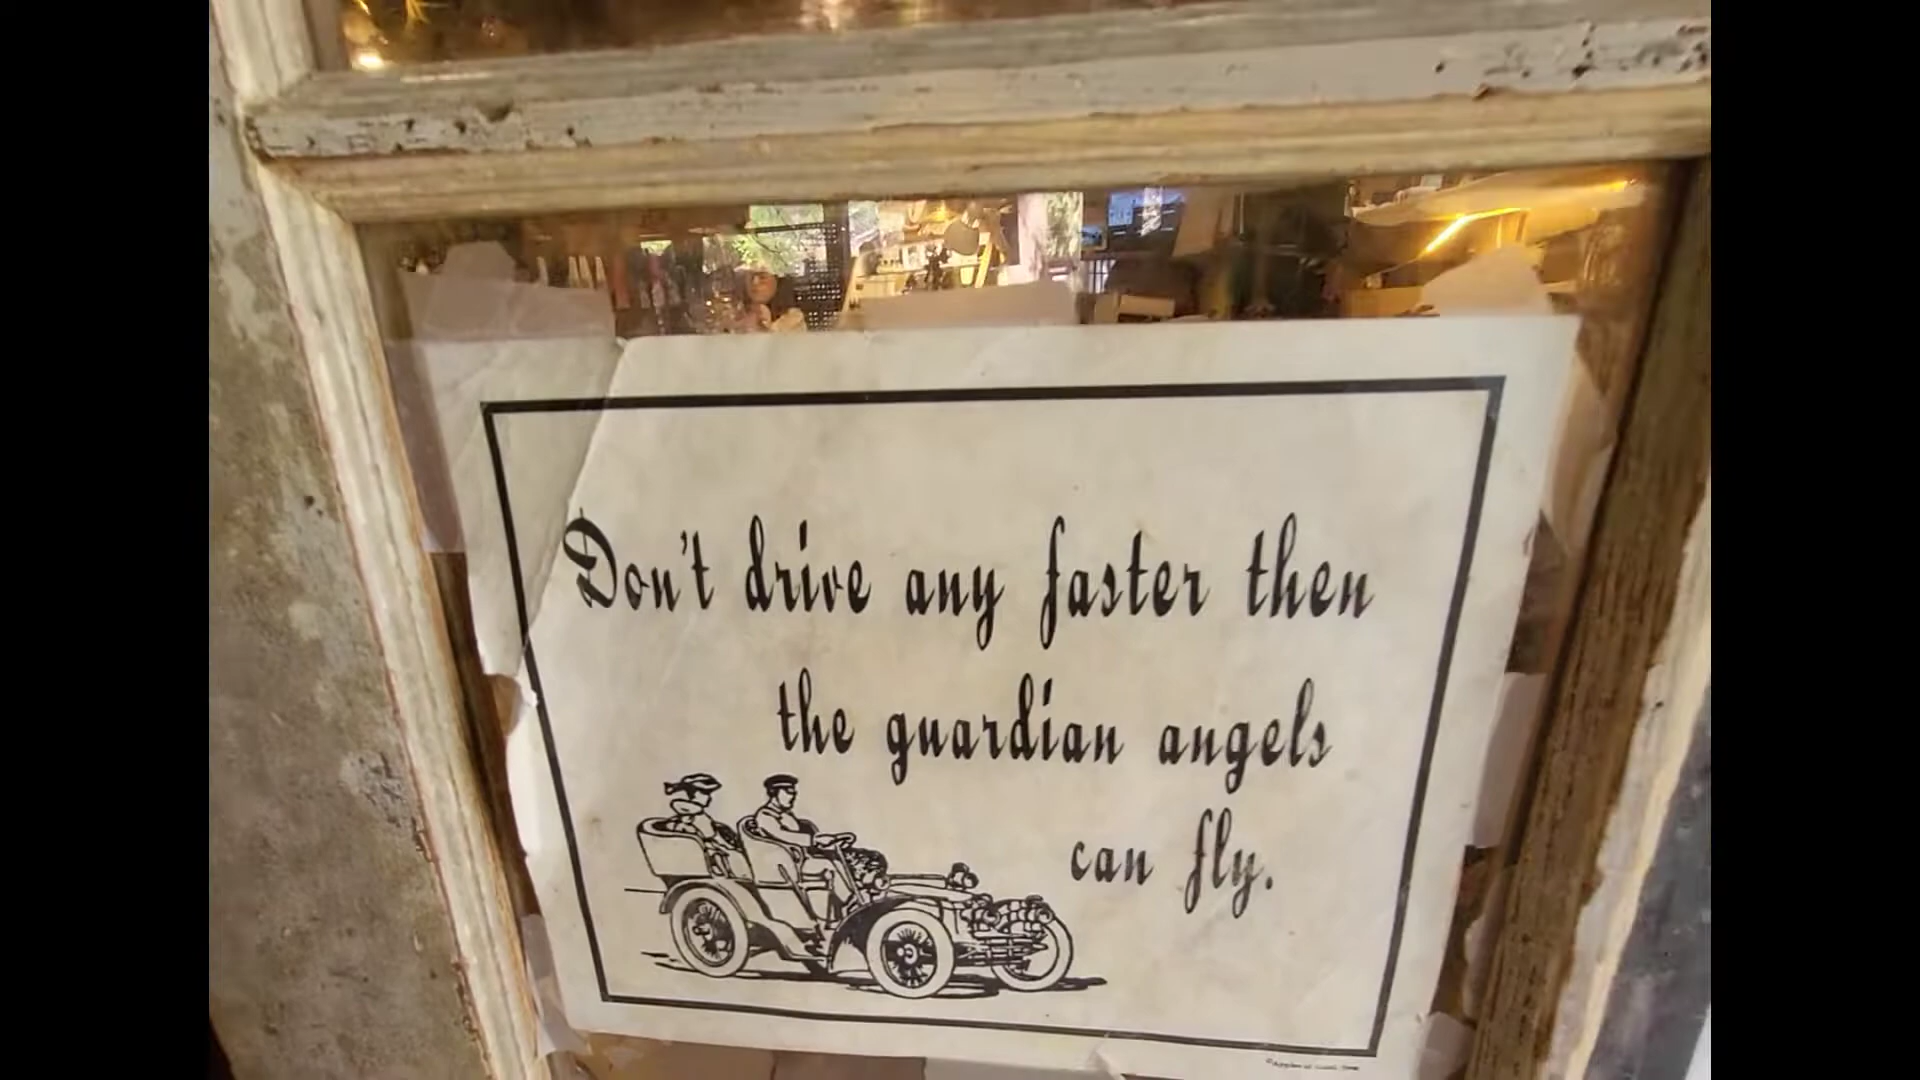 Don't drive any faster then
the guardian angels
can fly.